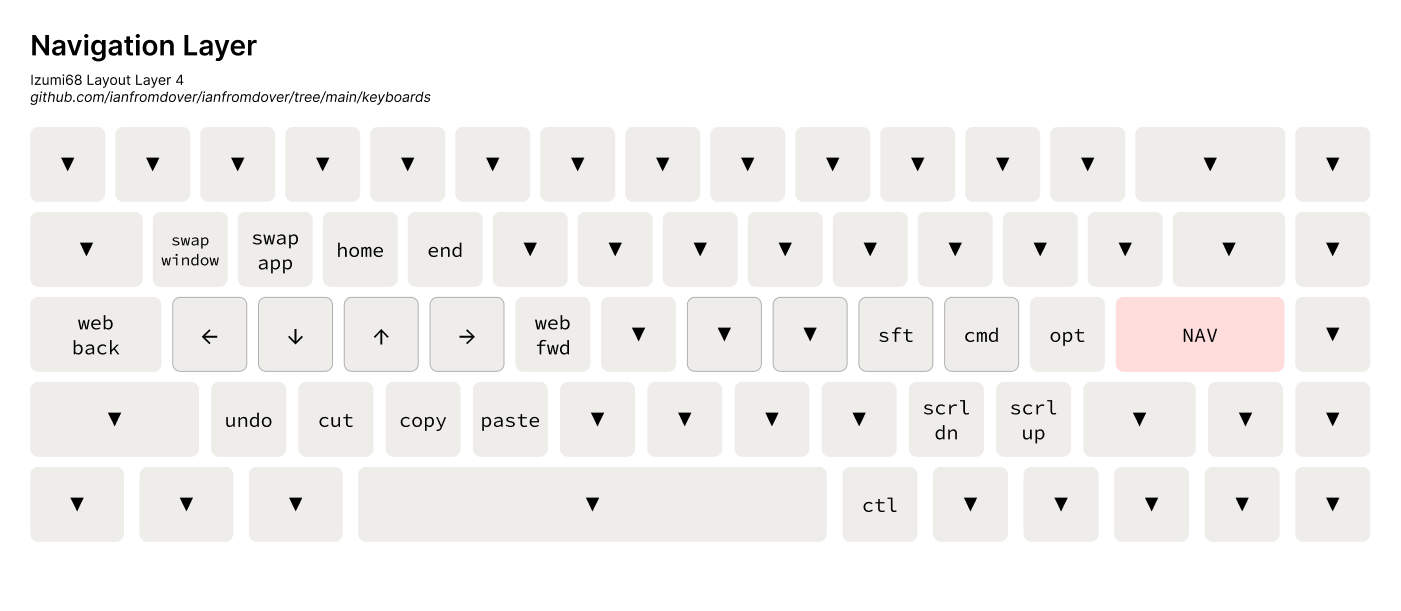 Navigation Layer
Izumi68 Layout Layer 4
github.com/ianfromdover/ianfromdover/tree/main/keyboards
▼ ▼ ▼ ▼ ▼ ▼ ▼ ▼ ▼ ▼ ▼ ▼ ▼ ▼ ▼
▼ swap window swap app home end ▼ ▼ ▼ ▼ ▼ ▼ ▼ ▼ ▼ ▼
web back ← ↓ ↑ → web fwd ▼ ▼ ▼ sft cmd opt NAV ▼
▼ undo cut copy paste ▼ ▼ ▼ ▼ scrl dn scrl up ▼ ▼ ▼
▼ ▼ ▼ ▼ ctl ▼ ▼ ▼ ▼ ▼